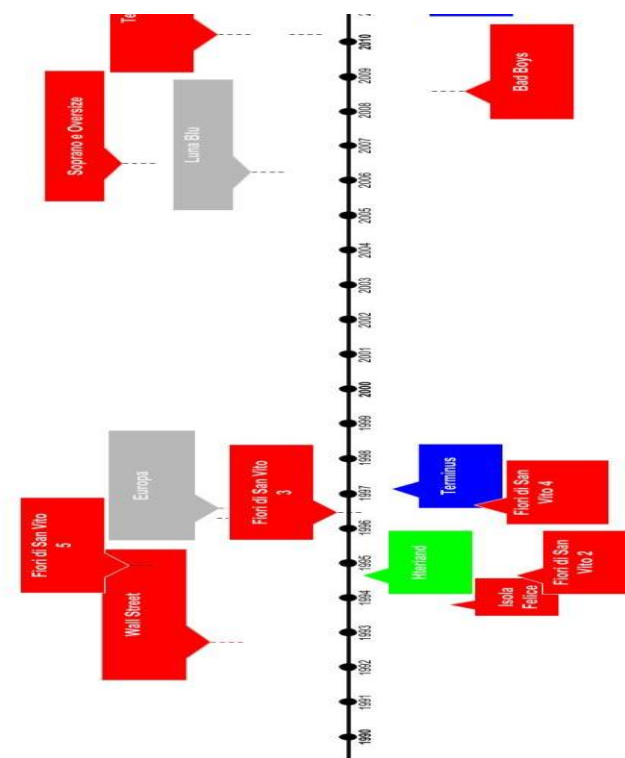 Te
2010
Bad Boys
2009
Soprano e Oversize
Luna Blu
2008
2007
2006
2005
2004
2003
2002
2001
2000
1999
1998
Europa
Fiori di San Vito
3
Terminus
Fiori di San
Vito 4
1997
1996
Fiori di San Vito
5
Wall Street
Hteriand
Isola
Felice
Fiori di San
Vito 2
1995
1994
1993
1992
1991
1990